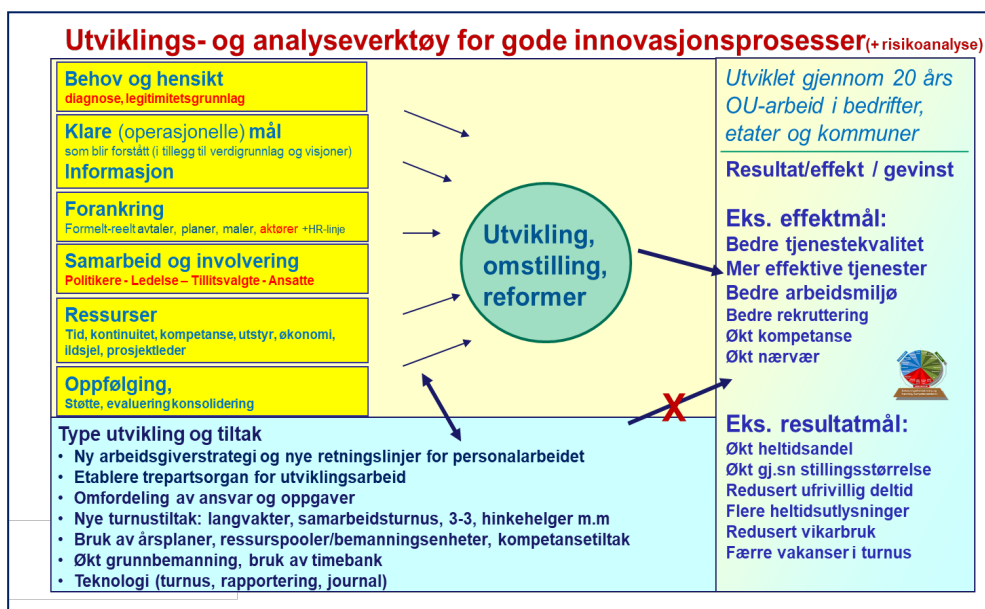 Utviklings- og analyseverktøy for gode innovasjonsprosesser(+ risikoanalyse)
Behov og hensikt
diagnose, legitimitetsgrunnlag
Klare (operasjonelle) mål
som blir forstått (i tillegg til verdigrunnlag og visjoner)
Informasjon
Forankring
Formelt-reelt avtaler, planer, maler, aktører +HR-linje
Samarbeid og involvering
Politikere - Ledelse – Tillitsvalgte - Ansatte
Ressurser
Tid, kontinuitet, kompetanse, utstyr, økonomi,
ildsjel, prosjektleder
Oppfølging,
Støtte, evaluering konsolidering
Utvikling,
omstilling,
reformer
X
Type utvikling og tiltak
• Ny arbeidsgiverstrategi og nye retningslinjer for personalarbeidet
• Etablere trepartsorgan for utviklingsarbeid
• Omfordeling av ansvar og oppgaver
• Nye turnustiltak: langvakter, samarbeidsturnus, 3-3, hinkehelger m.m
• Bruk av årsplaner, ressurspooler/bemanningsenheter, kompetansetiltak
• Økt grunnbemanning, bruk av timebank
• Teknologi (turnus, rapportering, journal)
Utviklet gjennom 20 års
OU-arbeid i bedrifter,
etater og kommuner
Resultat/effekt / gevinst
Eks. effektmål:
Bedre tjenestekvalitet
Mer effektive tjenester
Bedre arbeidsmiljø
Bedre rekruttering
Økt kompetanse
Økt nærvær
Eks. resultatmål:
Økt heltidsandel
Økt gj.sn stillingsstørrelse
Redusert ufrivillig deltid
Flere heltidsutlysninger
Redusert vikarbruk
Færre vakanser i turnus